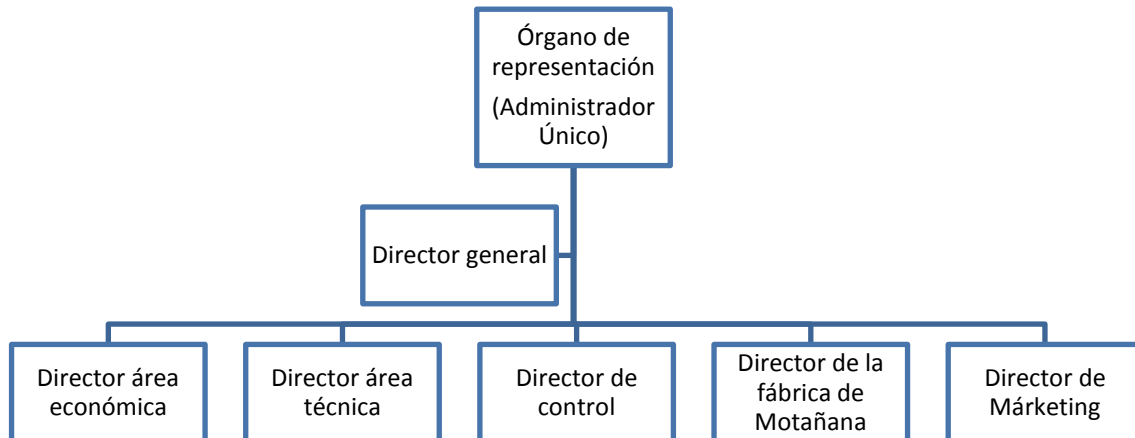 Órgano de
representación
(Administrador
Único)
Director general
Director área
económica
Director área
técnica
Director de
control
Director de la
fábrica de
Motañana
Director de
Márketing